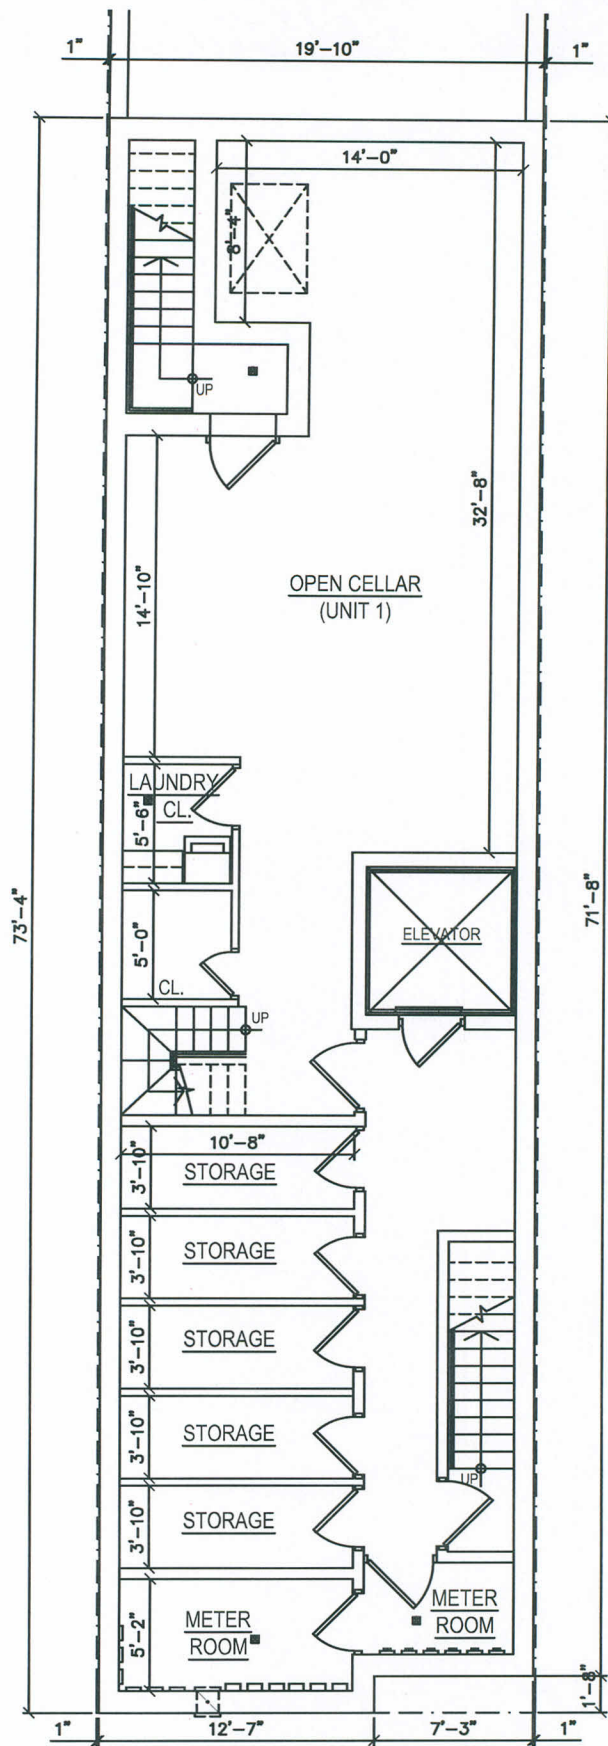 1" 19'-10" 1"
14'-0"
8'-4"
UP
32'-8"
OPEN CELLAR
(UNIT 1)
14'-10"
LAUNDRY
CL.
5'-6"
73'-4"
71'-8"
ELEVATOR
5'-0"
CL.
UP
10'-8"
3'-10"
STORAGE
3'-10"
STORAGE
3'-10"
STORAGE
3'-10"
STORAGE
3'-10"
STORAGE
UP
5'-2"
METER
ROOM
METER
ROOM
1'-8"
1" 12'-7" 7'-3" 1"